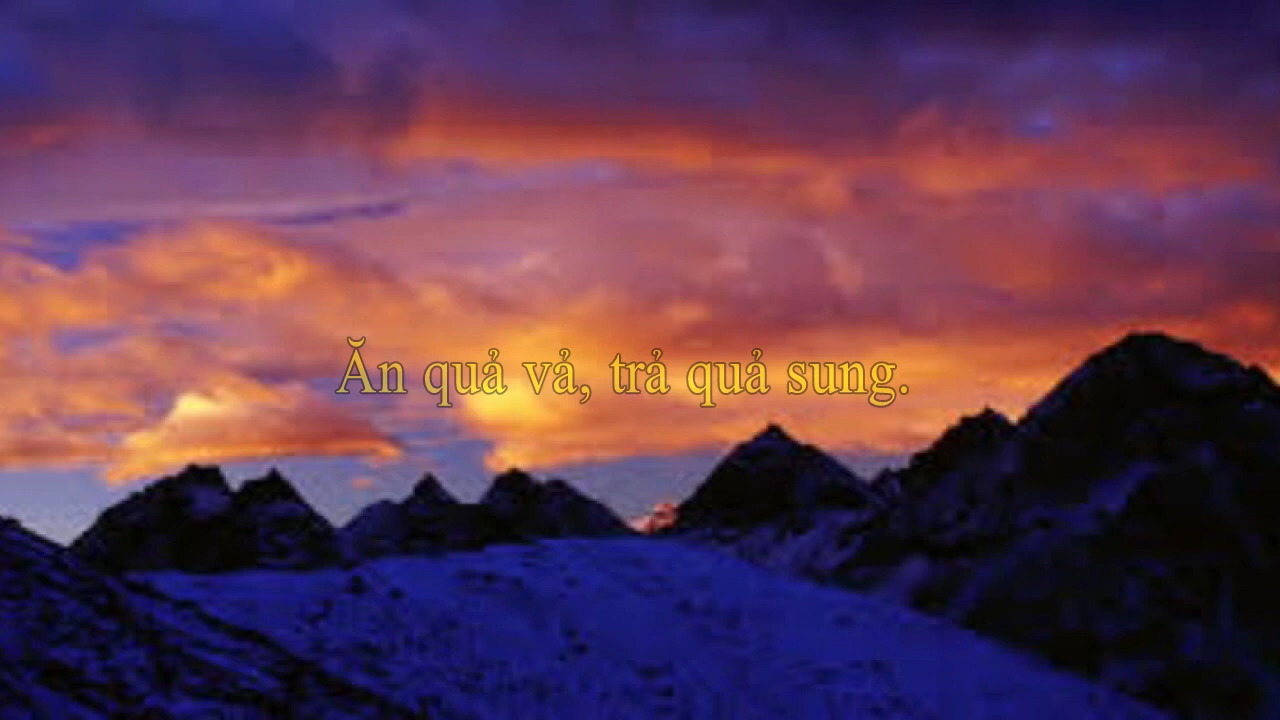 Ăn quả vả, trả quả sung.